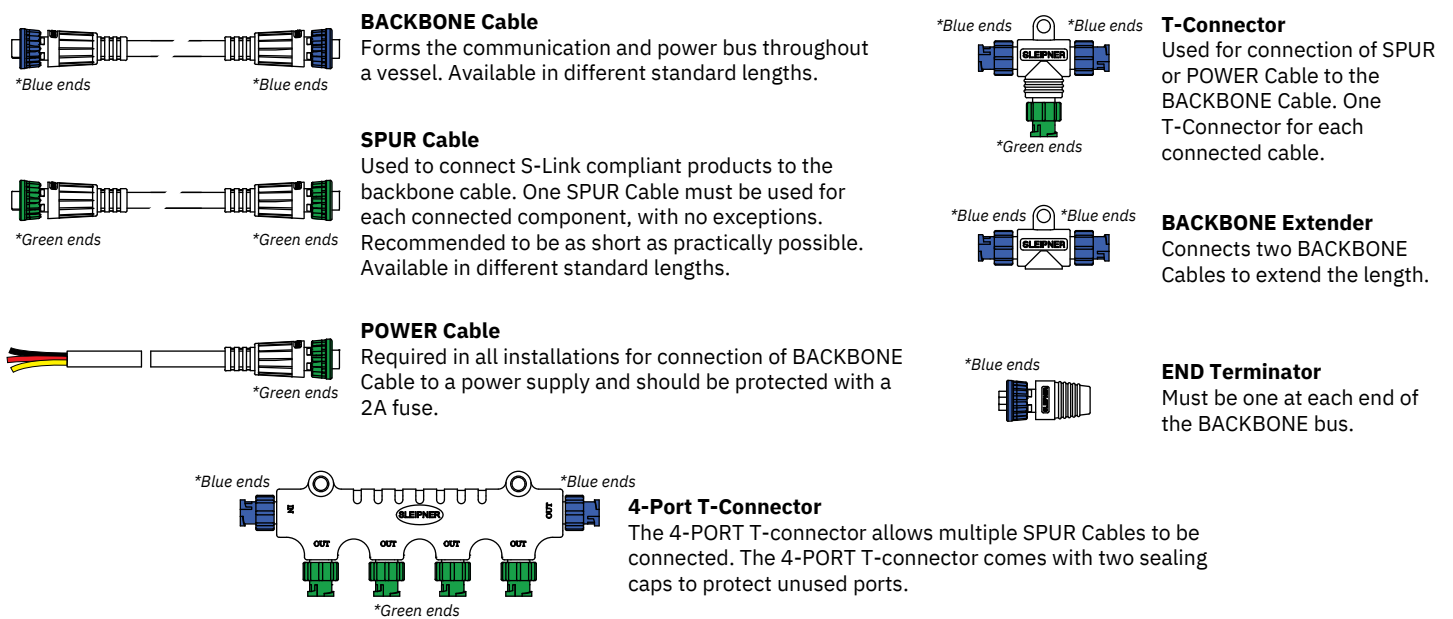 BACKBONE Cable
Forms the communication and power bus throughout
a vessel. Available in different standard lengths.
*Blue ends
*Blue ends
SPUR Cable
Used to connect S-Link compliant products to the
backbone cable. One SPUR Cable must be used for
each connected component, with no exceptions.
Recommended to be as short as practically possible.
Available in different standard lengths.
*Green ends
*Green ends
POWER Cable
Required in all installations for connection of BACKBONE
Cable to a power supply and should be protected with a
2A fuse.
*Green ends
*Blue ends
*Blue ends
SLEIPNER
*Green ends
T-Connector
Used for connection of SPUR
or POWER Cable to the
BACKBONE Cable. One
T-Connector for each
connected cable.
*Blue ends
*Blue ends
SLEIPNER
BACKBONE Extender
Connects two BACKBONE
Cables to extend the length.
*Blue ends
SLEIPNER
END Terminator
Must be one at each end of
the BACKBONE bus.
*Blue ends
*Blue ends
IN
SLEIPNER
OUT
OUT
OUT
OUT
OUT
*Green ends
4-Port T-Connector
The 4-PORT T-connector allows multiple SPUR Cables to be
connected. The 4-PORT T-connector comes with two sealing
caps to protect unused ports.